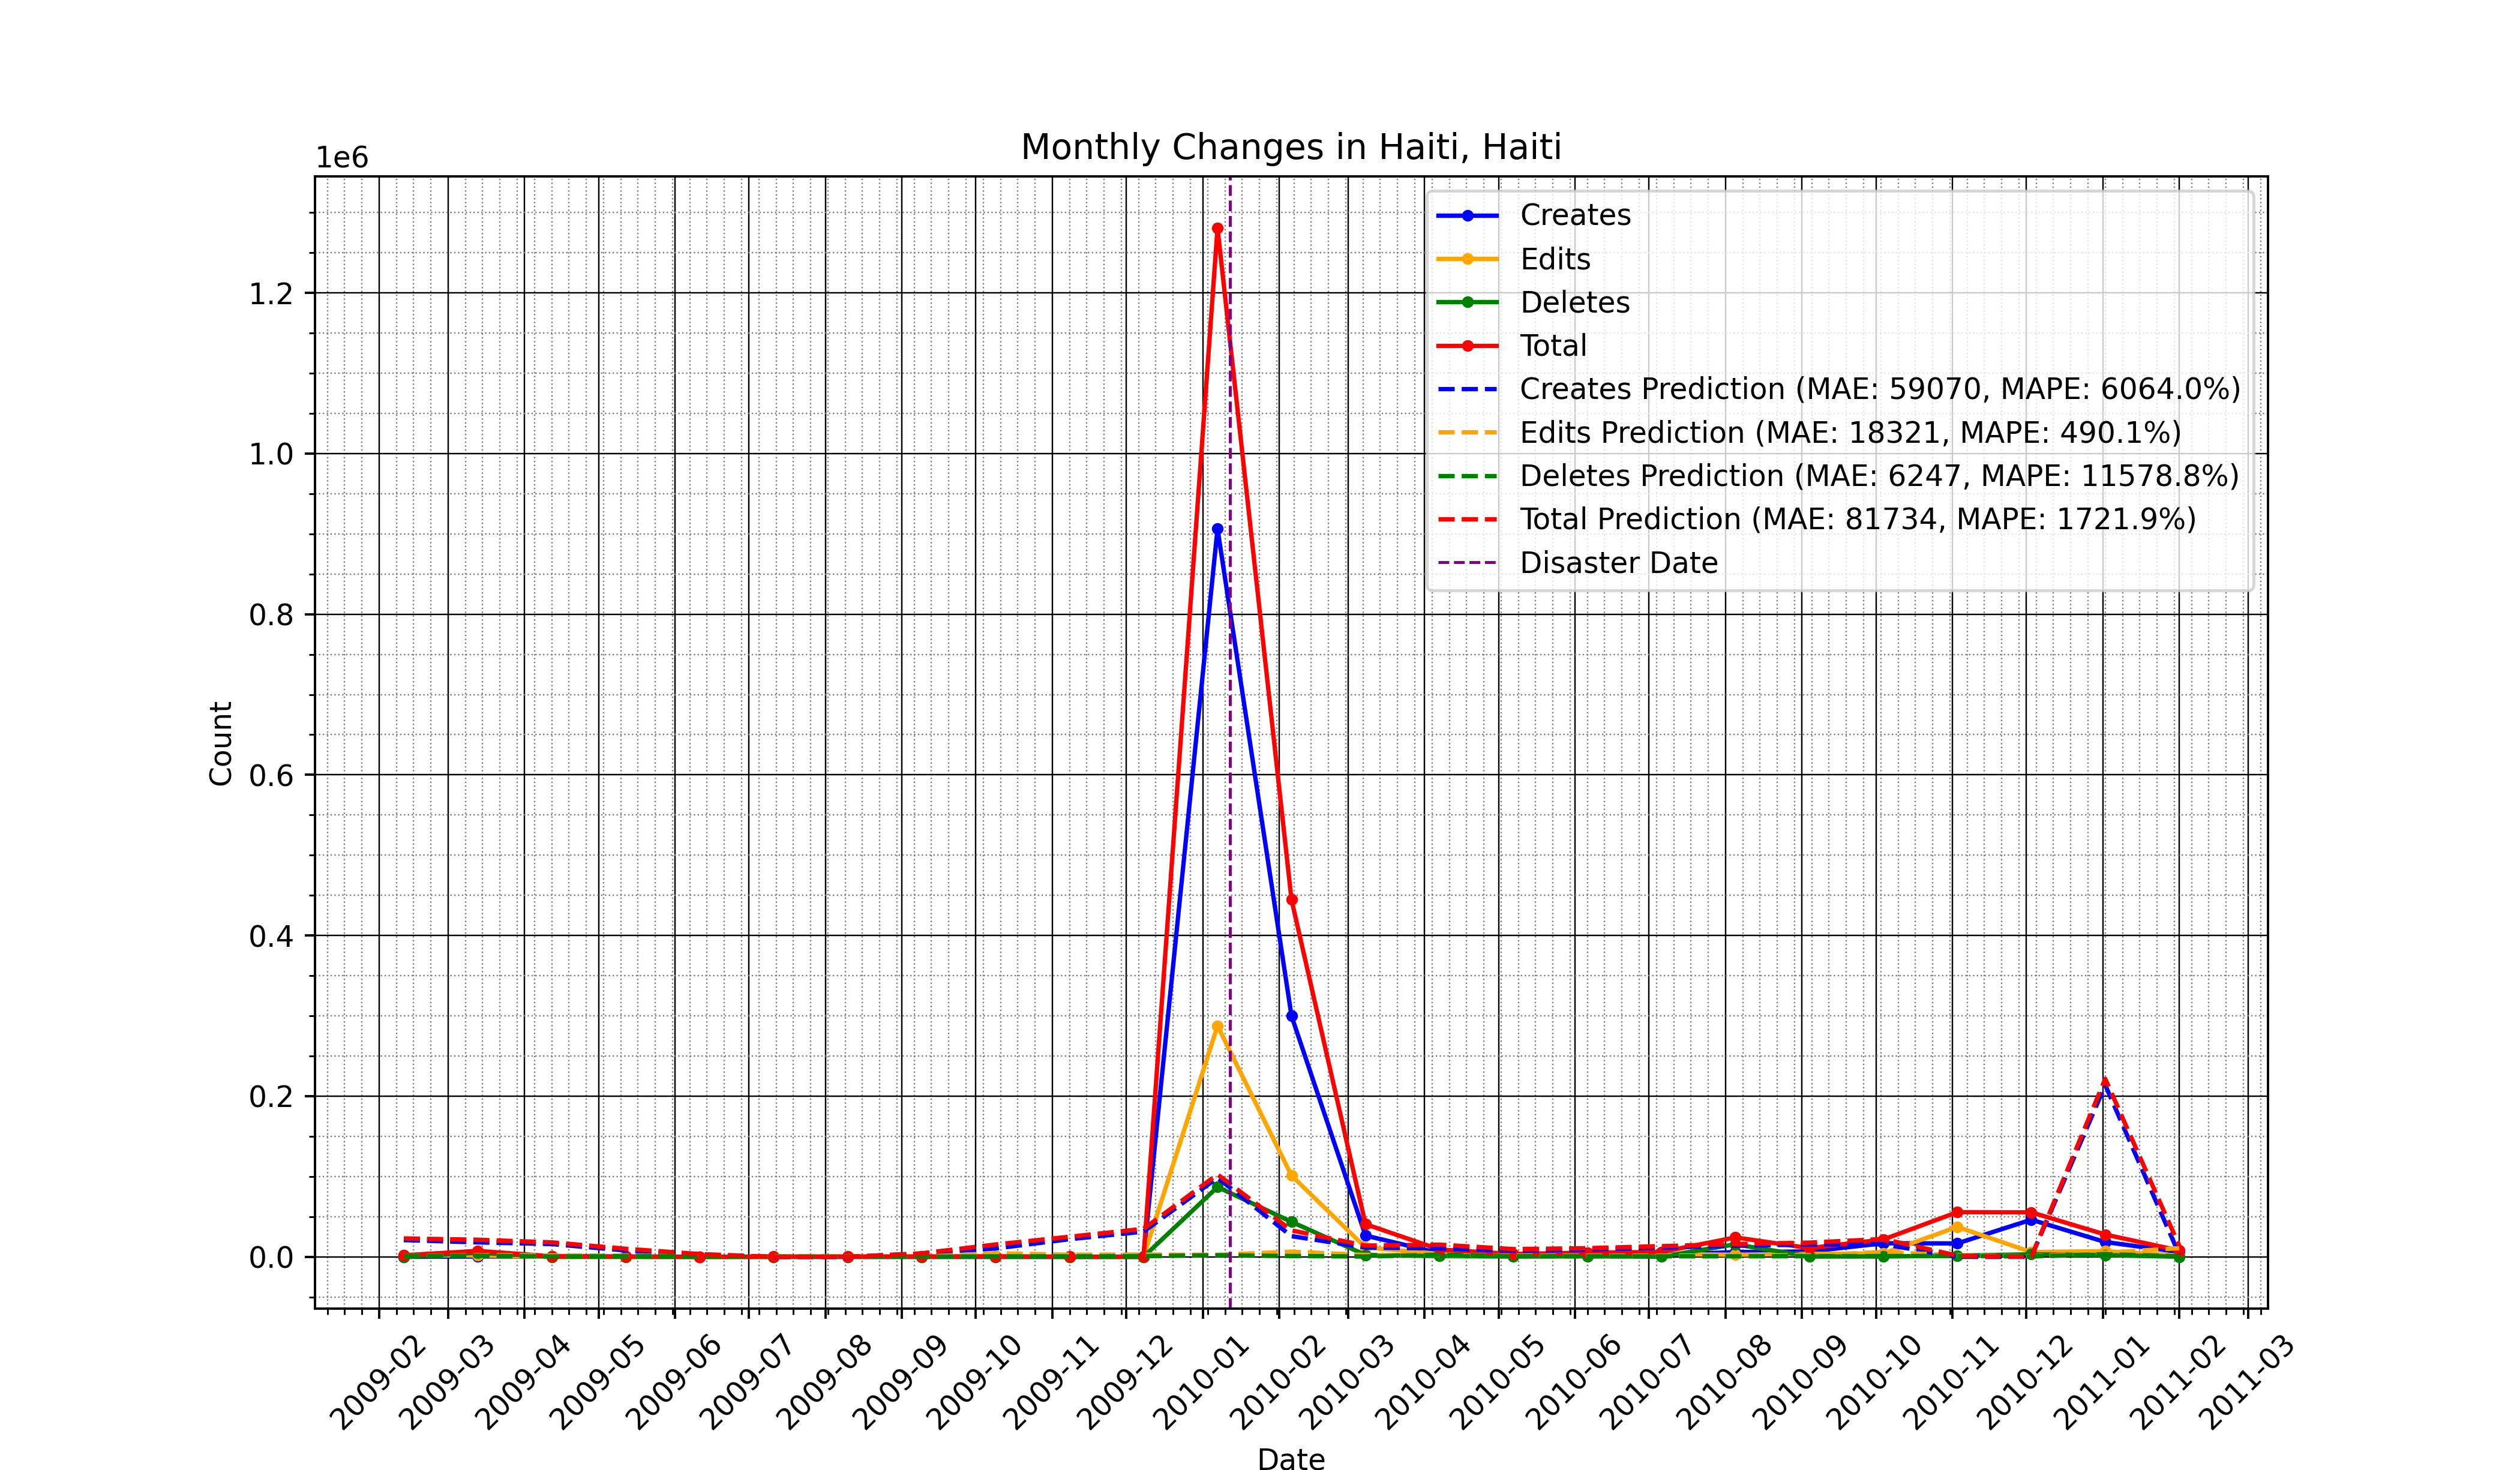 Monthly Changes in Haiti, Haiti
1e6
Creates
Edits
Deletes
Total
Creates Prediction (MAE: 59070, MAPE: 6064.0%)
Edits Prediction (MAE: 18321, MAPE: 490.1%)
Deletes Prediction (MAE: 6247, MAPE: 11578.8%)
Total Prediction (MAE: 81734, MAPE: 1721.9%)
Disaster Date
1.2
1.0
0.8
0.6
0.4
0.2
0.0
Count
2009-02
2009-03
2009-04
2009-05
2009-06
2009-07
2009-08
2009-09
2009-10
2009-11
2009-12
2010-01
2010-02
2010-03
2010-04
2010-05
2010-06
2010-07
2010-08
2010-09
2010-10
2010-11
2010-12
2011-01
2011-02
2011-03
Date